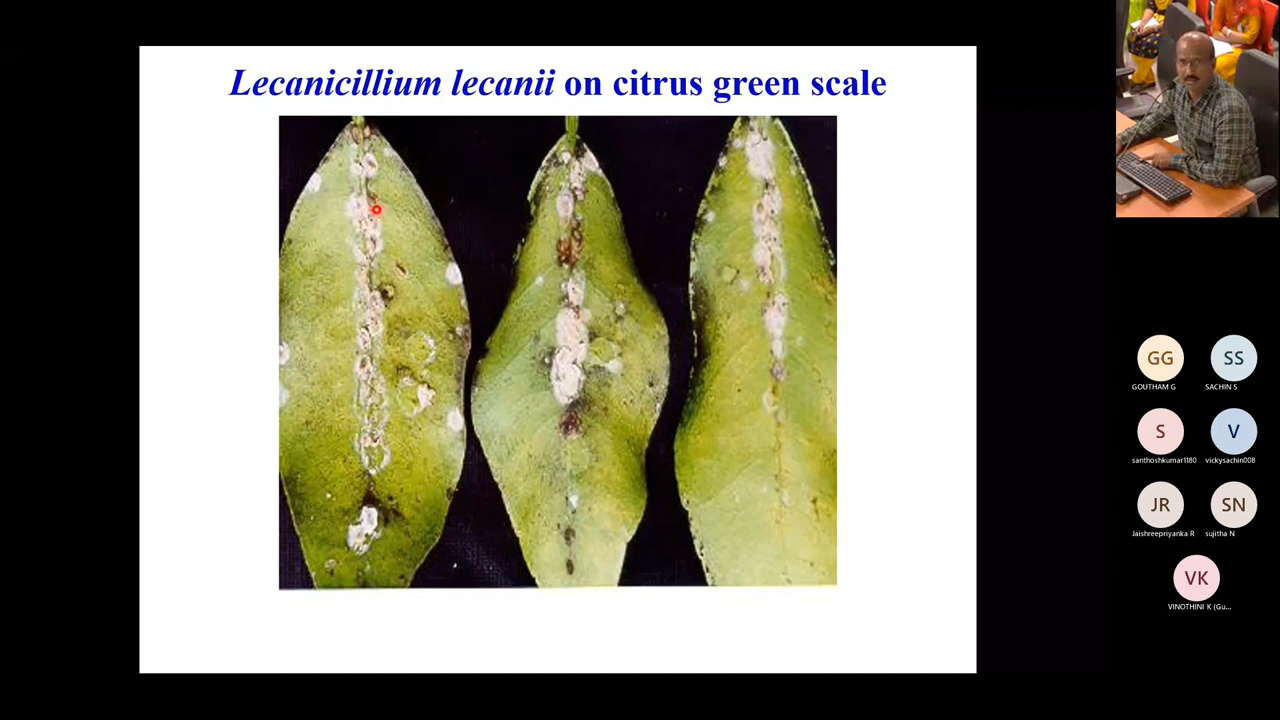 Lecanicillium lecanii on citrus green scale
GG
SS
GOUTHAM G
SACHIN S
S
V
santhoshkumar1180
vickysachin008
JR
SN
Jaishreepriyanka R
sujitha N
VK
VINOTHINI K (Gu...